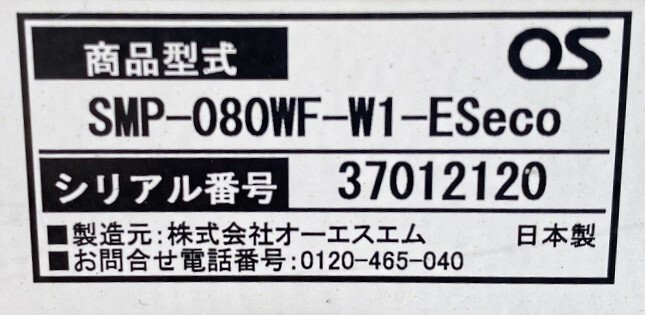 商品型式
OS
SMP-080WF-W1-ESeco
シリアル番号 37012120
■製造元:株式会社オーエスエム 日本製
■お問合せ電話番号:0120-465-040